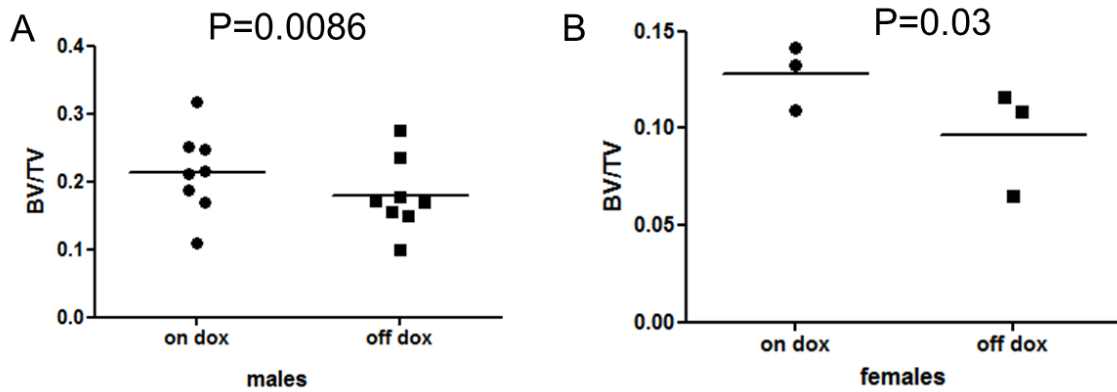 A
P=0.0086
BV/TV
0.4
0.3
0.2
0.1
0.0
on dox
off dox
males
B
P=0.03
BV/TV
0.15
0.10
0.05
0.00
on dox
off dox
females